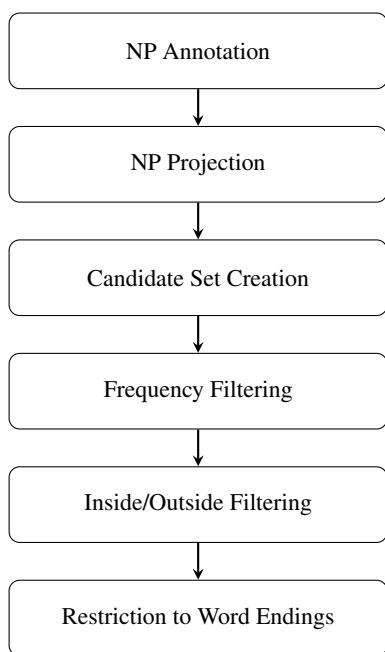 NP Annotation
NP Projection
Candidate Set Creation
Frequency Filtering
Inside/Outside Filtering
Restriction to Word Endings